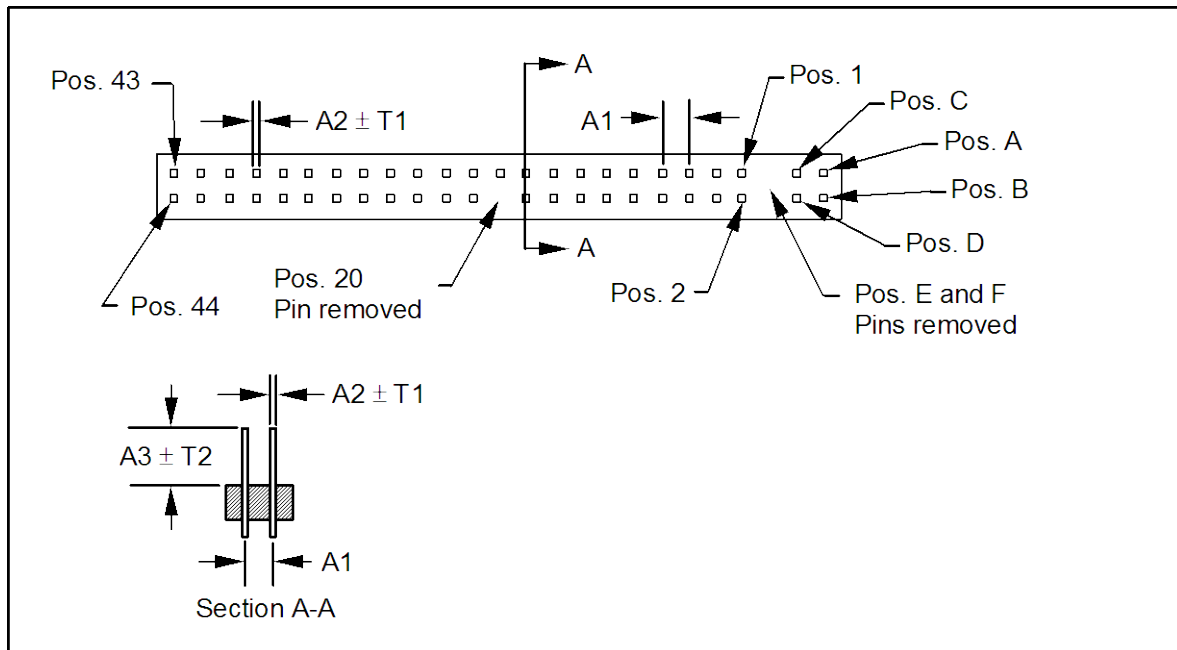 A
Pos. 43
Pos. 1
Pos. C
A2 ± T1
A1
Pos. A
Pos. B
Pos. D
A
Pos. 44
Pos. 20
Pin removed
Pos. 2
Pos. E and F
Pins removed
A2 ± T1
A3 ± T2
A1
Section A-A